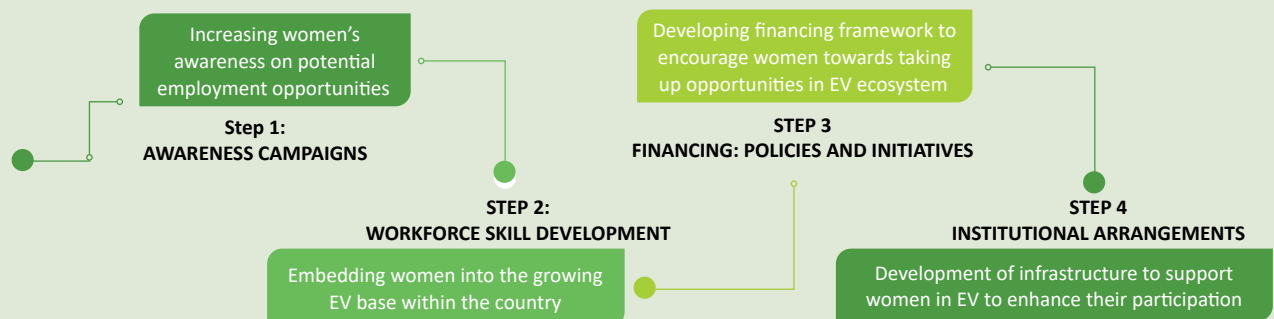 Increasing women's
awareness on potential
employment opportunities
Step 1:
AWARENESS CAMPAIGNS
STEP 2:
WORKFORCE SKILL DEVELOPMENT
Embedding women into the growing
EV base within the country
Developing financing framework to
encourage women towards taking
up opportunities in EV ecosystem
STEP 3
FINANCING: POLICIES AND INITIATIVES
STEP 4
INSTITUTIONAL ARRANGEMENTS
Development of infrastructure to support
women in EV to enhance their participation